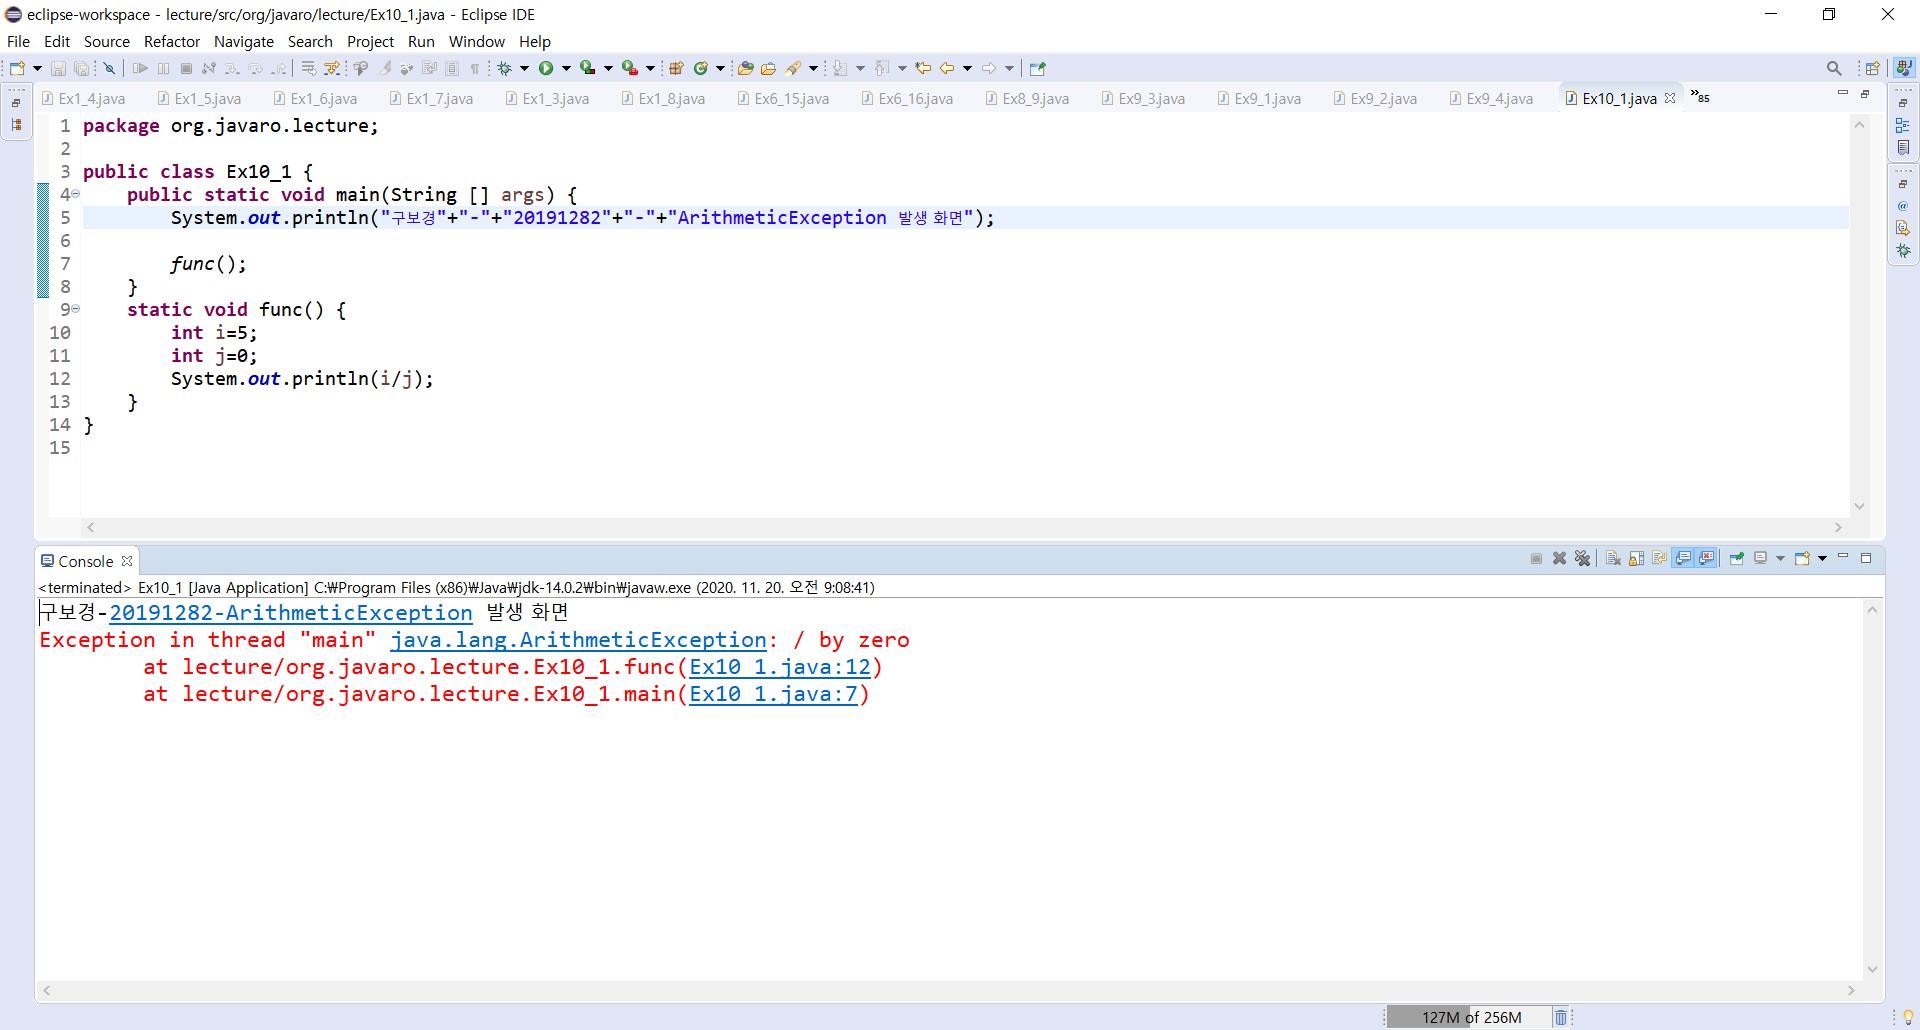 eclipse-workspace - lecture/src/org/javaro/lecture/Ex10_1.java - Eclipse IDE
File Edit Source Refactor Navigate Search Project Run Window Help
Ex1_4.java Ex1_5.java Ex1_6.java Ex1_7.java Ex1_3.java Ex1_8.java Ex6_15.java Ex6_16.java Ex8_9.java Ex9_3.java Ex9_1.java Ex9_2.java Ex9_4.java Ex10_1.java »85
1 package org.javaro.lecture;
2
3 public class Ex10_1 {
4 public static void main(String [] args) {
5 System.out.println("구보경"+"-"+"20191282"+"-"+"ArithmeticException 발생 화면");
6
7 func();
8 }
9 static void func() {
10 int i=5;
11 int j=0;
12 System.out.println(i/j);
13 }
14 }
15
Console
<terminated> Ex10_1 [Java Application] C:₩Program Files (x86)₩Java₩jdk-14.0.2₩bin₩javaw.exe (2020. 11. 20. 오전 9:08:41)
구보경-20191282-ArithmeticException 발생 화면
Exception in thread "main" java.lang.ArithmeticException: / by zero
at lecture/org.javaro.lecture.Ex10_1.func(Ex10_1.java:12)
at lecture/org.javaro.lecture.Ex10_1.main(Ex10_1.java:7)
127M of 256M